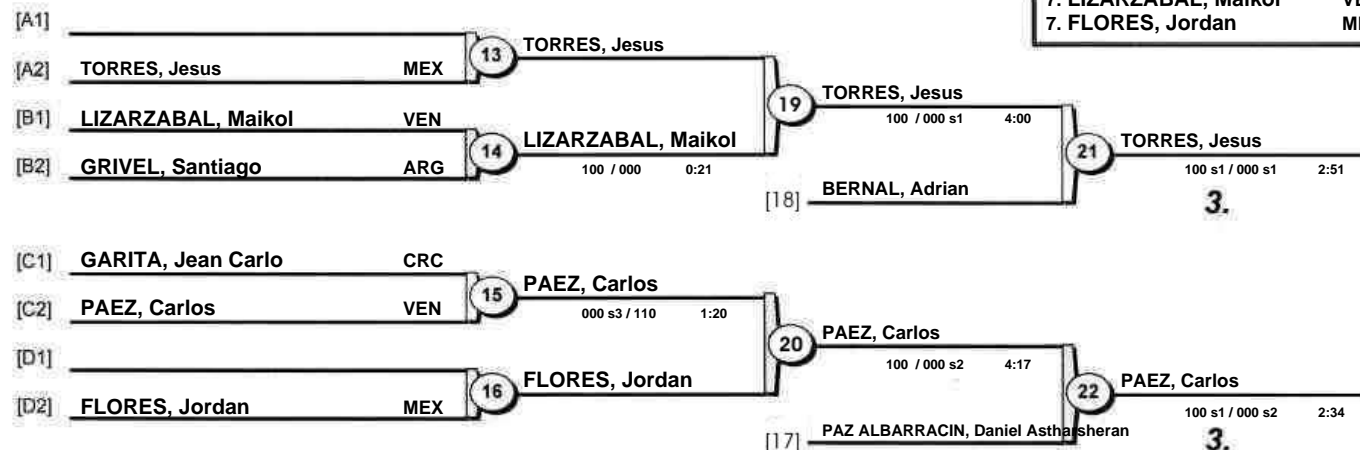 7. LIZARZABAL, Maikol
7. FLORES, Jordan
[A1]
[A2] TORRES, Jesus MEX
13 TORRES, Jesus
[B1] LIZARZABAL, Maikol VEN
[B2] GRIVEL, Santiago ARG
14 LIZARZABAL, Maikol
100 / 000 0:21
19 TORRES, Jesus
100 / 000 s1 4:00
[18] BERNAL, Adrian
21 TORRES, Jesus
100 s1 / 000 s1 2:51
3.
[C1] GARITA, Jean Carlo CRC
[C2] PAEZ, Carlos VEN
15 PAEZ, Carlos
000 s3 / 110 1:20
[D1]
[D2] FLORES, Jordan MEX
16 FLORES, Jordan
20 PAEZ, Carlos
100 / 000 s2 4:17
[17] PAZ ALBARRACIN, Daniel Astharsheran
22 PAEZ, Carlos
100 s1 / 000 s2 2:34
3.